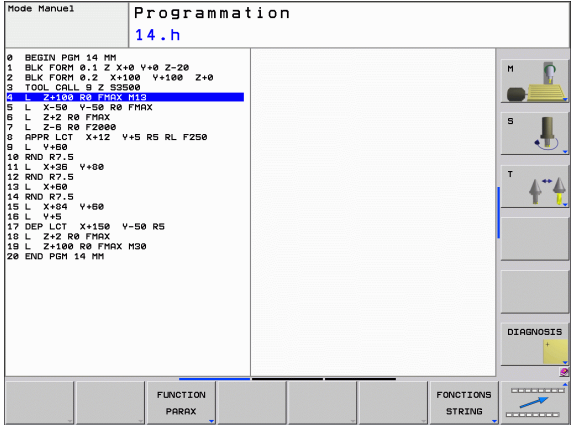 Mode Manuel
Programmation
14.h
0 BEGIN PGM 14 MM
1 BLK FORM 0.1 Z X+0 Y+0 Z-20
2 BLK FORM 0.2 X+100 Y+100 Z+0
3 TOOL CALL 9 Z S3500
4 L Z+100 R0 FMAX M13
5 L X-50 Y-50 R0 FMAX
6 L Z+2 R0 FMAX
7 L Z-6 R0 F2000
8 APPR LCT X+12 Y+5 R5 RL F250
9 L Y+60
10 RND R7.5
11 L X+36 Y+80
12 RND R7.5
13 L X+60
14 RND R7.5
15 L X+84 Y+60
16 L Y+5
17 DEP LCT X+150 Y-50 R5
18 L Z+2 R0 FMAX
19 L Z+100 R0 FMAX M30
20 END PGM 14 MM
M
S
T
DIAGNOSIS
FUNCTION
PARAX
FONCTIONS
STRING